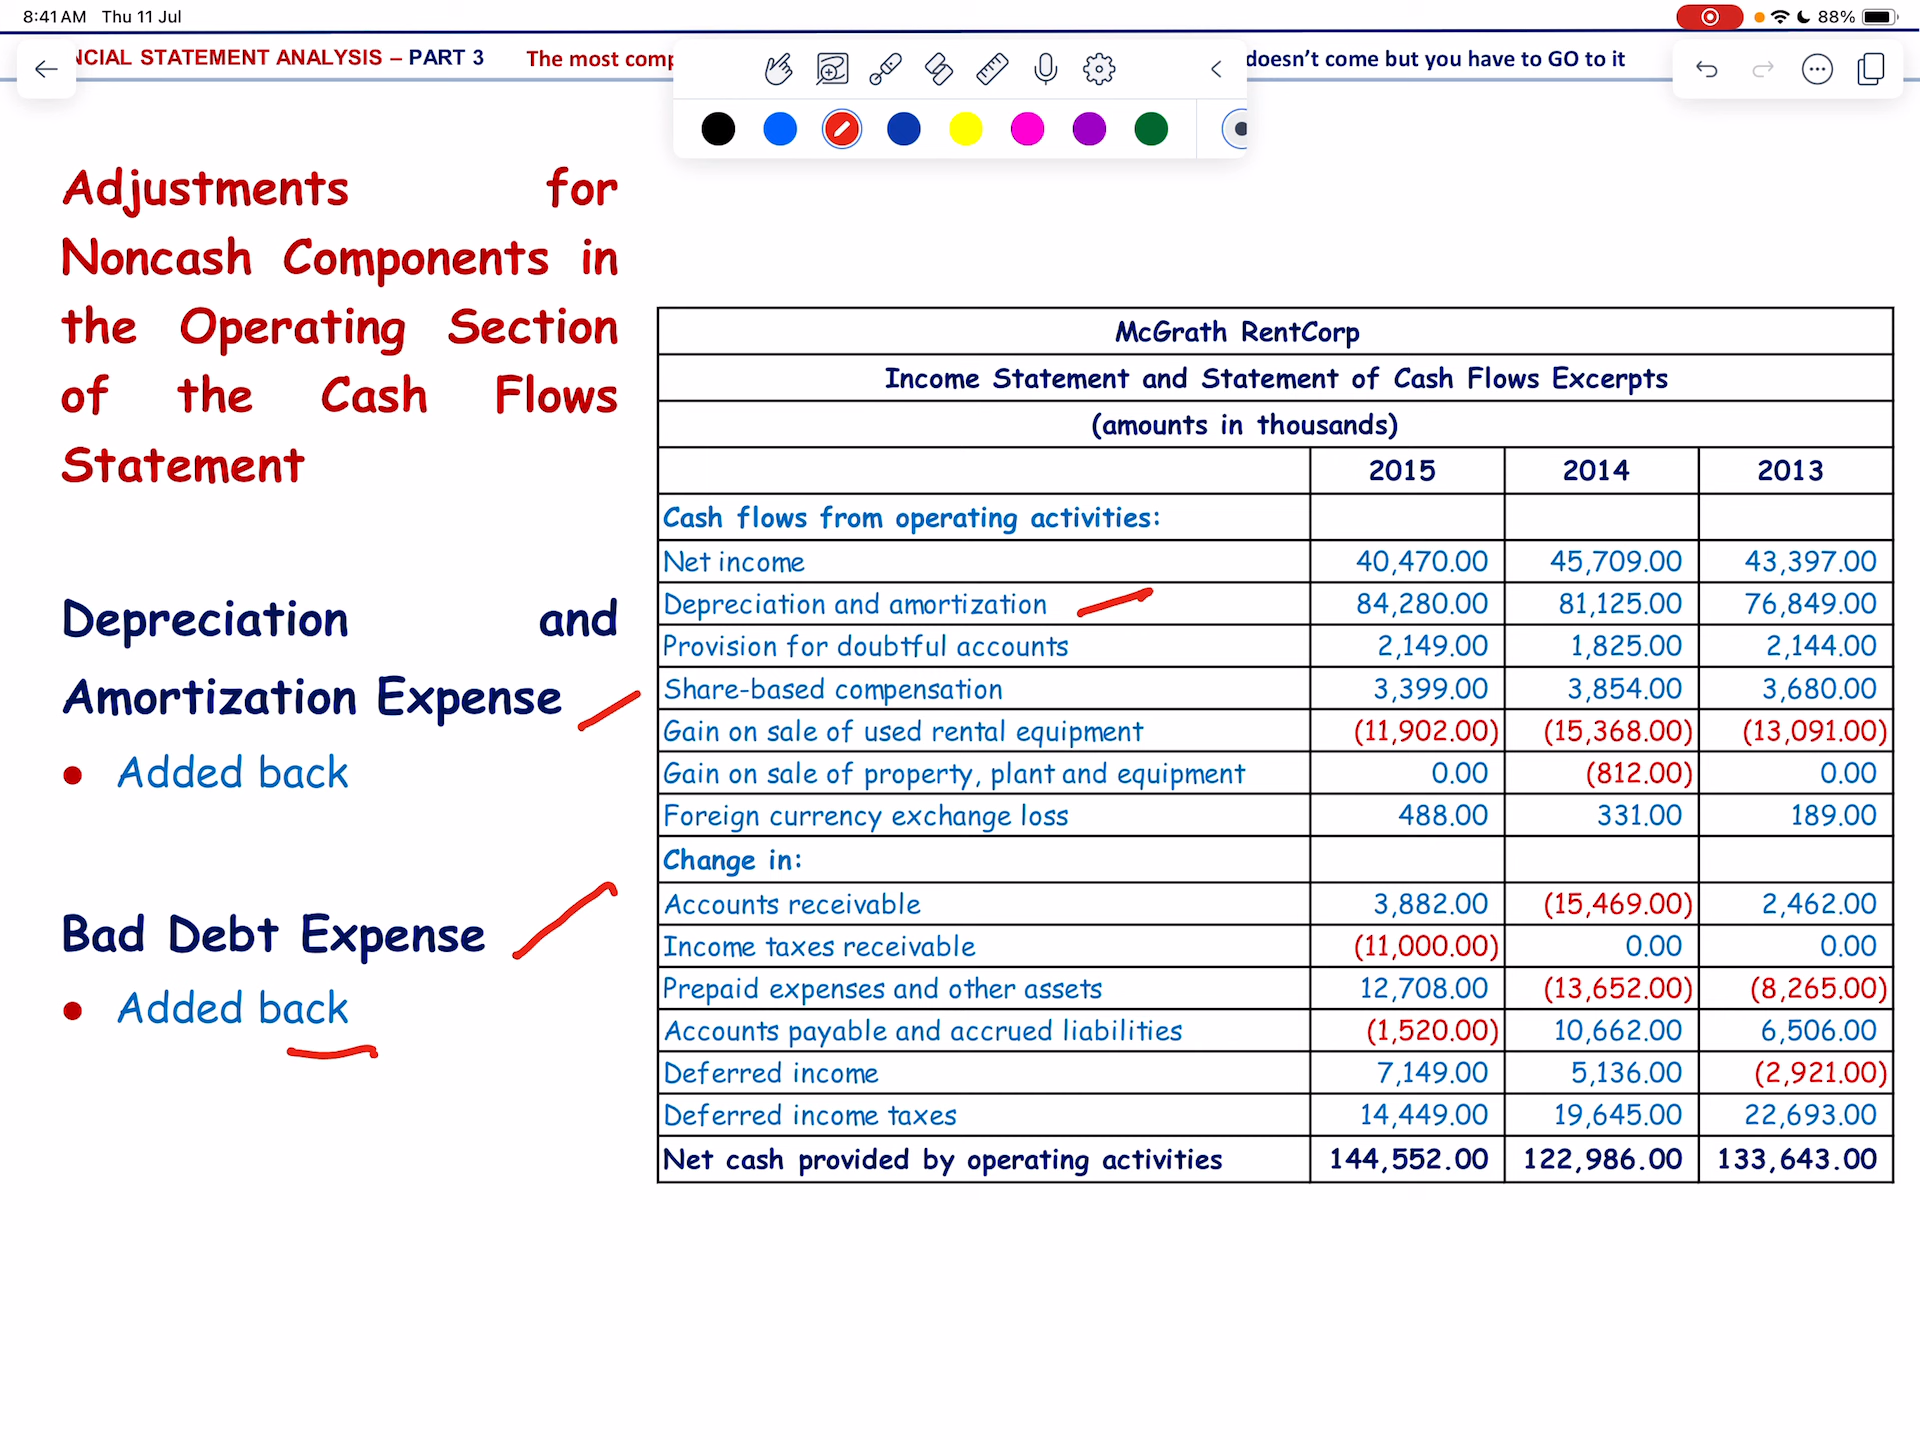 8:41 AM Thu 11 Jul 88%
NCIAL STATEMENT ANALYSIS – PART 3 The most comp doesn't come but you have to GO to it
Adjustments for
Noncash Components in
the Operating Section
of the Cash Flows
Statement
Depreciation and
Amortization Expense
• Added back
Bad Debt Expense
• Added back
McGrath RentCorp
Income Statement and Statement of Cash Flows Excerpts
(amounts in thousands)
2015 2014 2013
Cash flows from operating activities:
Net income 40,470.00 45,709.00 43,397.00
Depreciation and amortization 84,280.00 81,125.00 76,849.00
Provision for doubtful accounts 2,149.00 1,825.00 2,144.00
Share-based compensation 3,399.00 3,854.00 3,680.00
Gain on sale of used rental equipment (11,902.00) (15,368.00) (13,091.00)
Gain on sale of property, plant and equipment 0.00 (812.00) 0.00
Foreign currency exchange loss 488.00 331.00 189.00
Change in:
Accounts receivable 3,882.00 (15,469.00) 2,462.00
Income taxes receivable (11,000.00) 0.00 0.00
Prepaid expenses and other assets 12,708.00 (13,652.00) (8,265.00)
Accounts payable and accrued liabilities (1,520.00) 10,662.00 6,506.00
Deferred income 7,149.00 5,136.00 (2,921.00)
Deferred income taxes 14,449.00 19,645.00 22,693.00
Net cash provided by operating activities 144,552.00 122,986.00 133,643.00